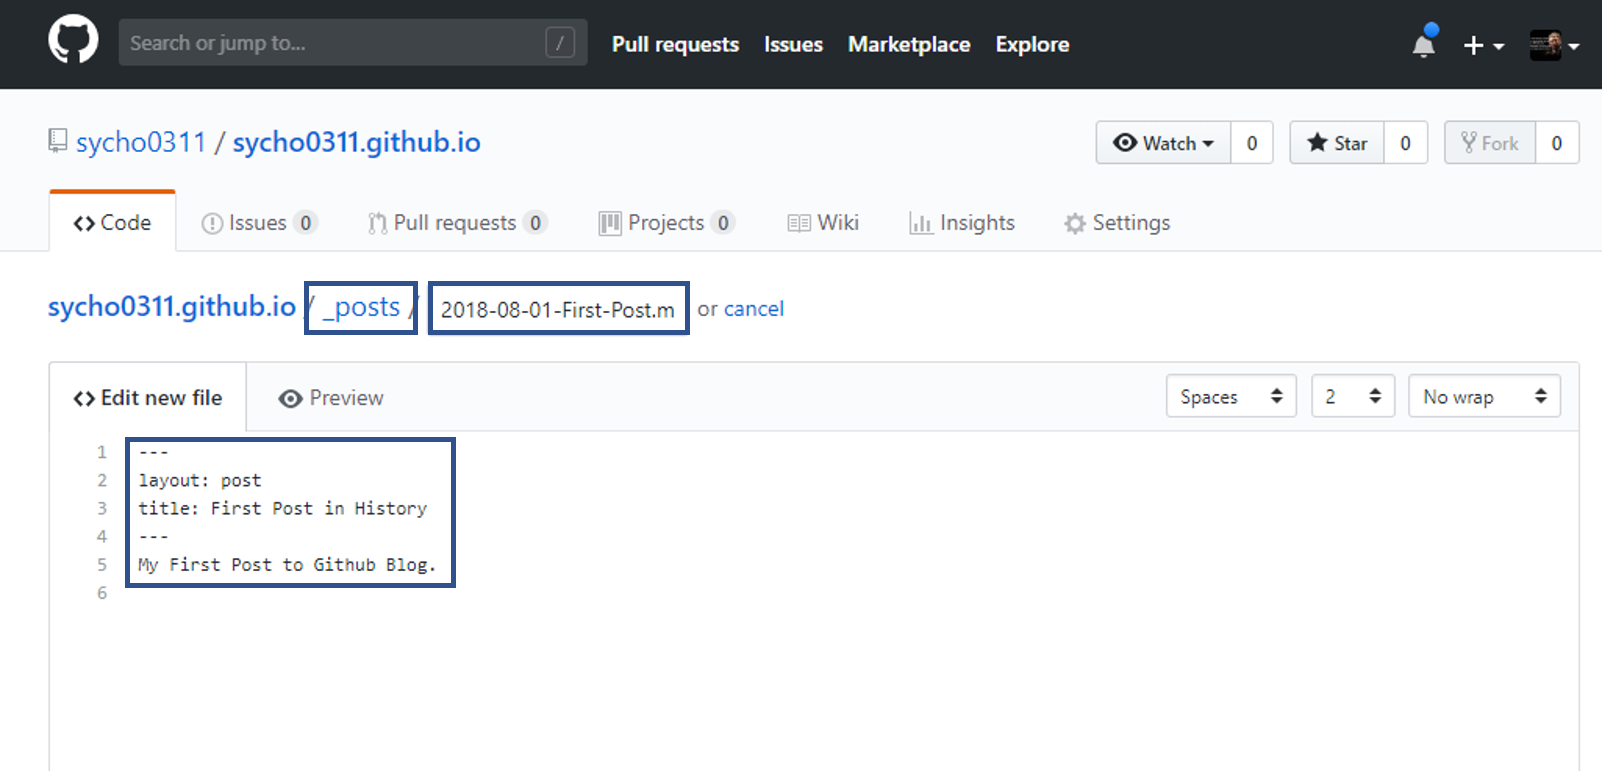 Search or jump to... /
Pull requests Issues Marketplace Explore
sycho0311 / sycho0311.github.io
Watch 0 Star 0 Fork 0
Code Issues 0 Pull requests 0 Projects 0 Wiki Insights Settings
sycho0311.github.io / _posts / 2018-08-01-First-Post.m or cancel
Edit new file Preview Spaces 2 No wrap
1 ---
2 layout: post
3 title: First Post in History
4 ---
5 My First Post to Github Blog.
6